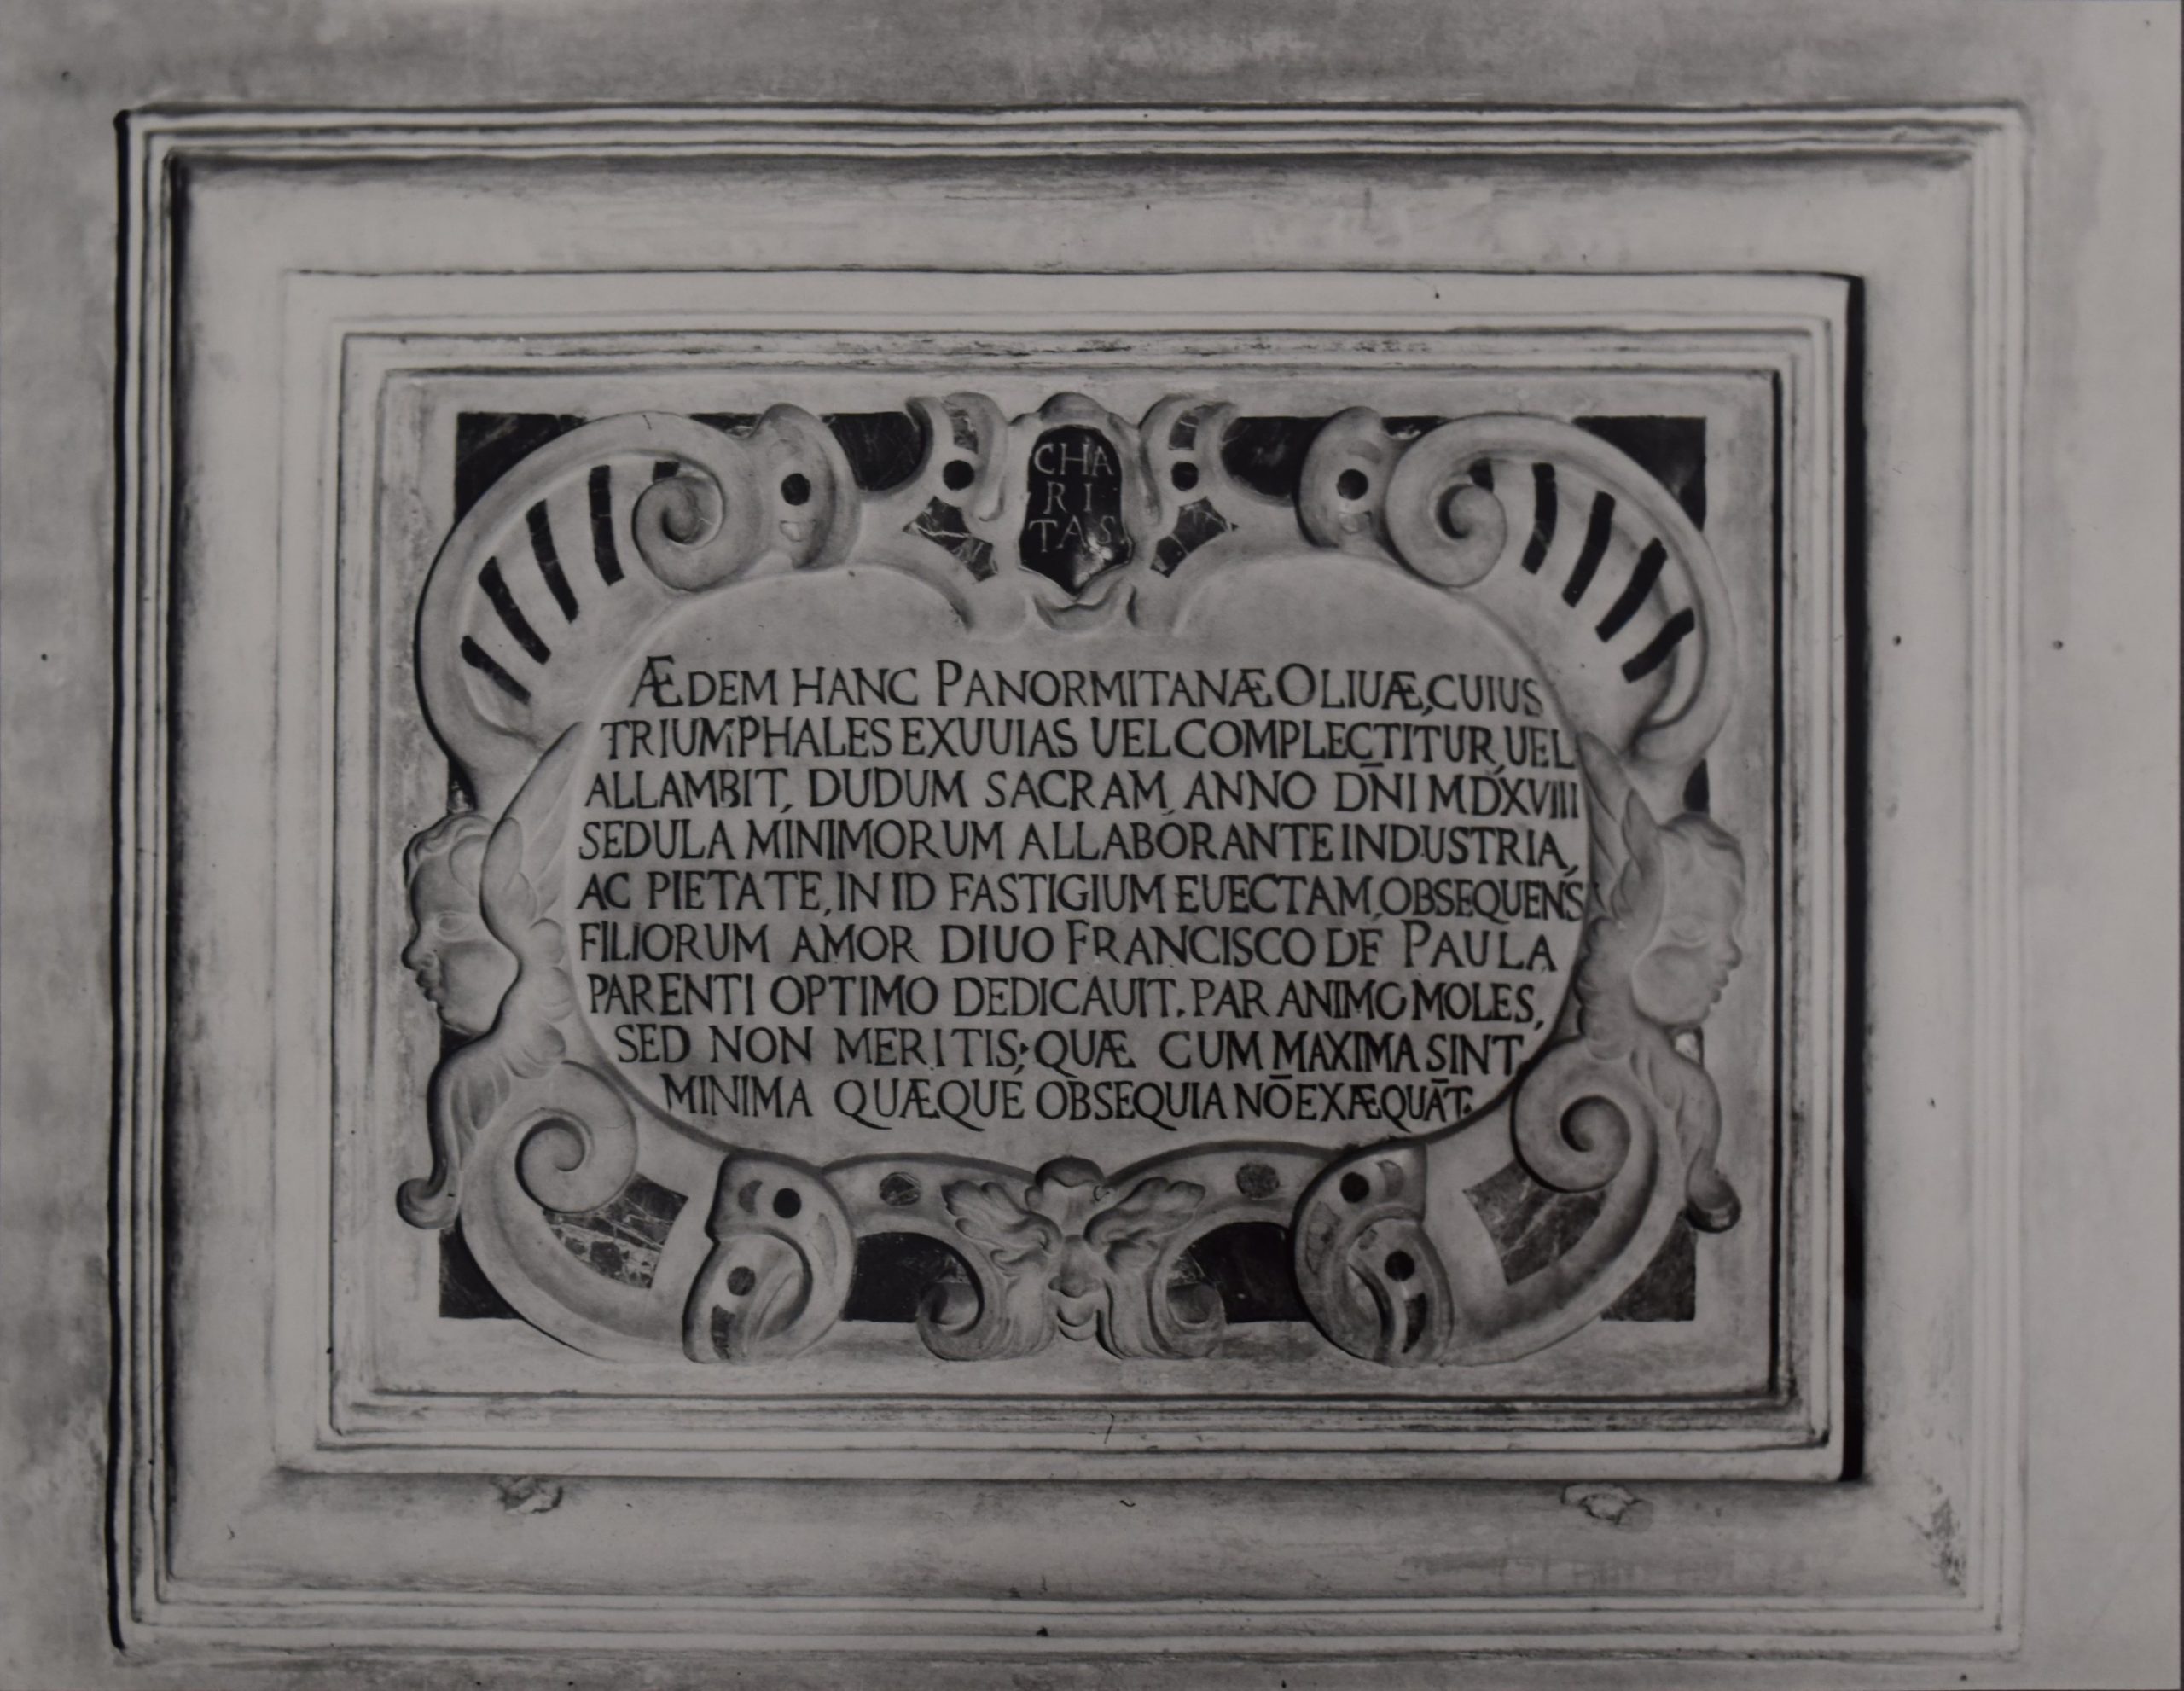 CHA
RI
TAS
ÆDEM HANC PANORMITANÆ OLIUÆ, CUIUS
TRIUMPHALES EXUUIAS UEL COMPLECTITUR, UEL
ALLAMBIT, DUDUM SACRAM, ANNO DN̄I MDXVIII
SEDULA MINIMORUM ALLABORANTE INDUSTRIA,
AC PIETATE, IN ID FASTIGIUM EUECTAM, OBSEQUENS
FILIORUM AMOR DIUO FRANCISCO DE PAULA
PARENTI OPTIMO DEDICAUIT. PAR ANIMO MOLES,
SED NON MERITIS; QUÆ CUM MAXIMA SINT
MINIMA QUÆQUE OBSEQUIA NŌ EXÆQUĀT.